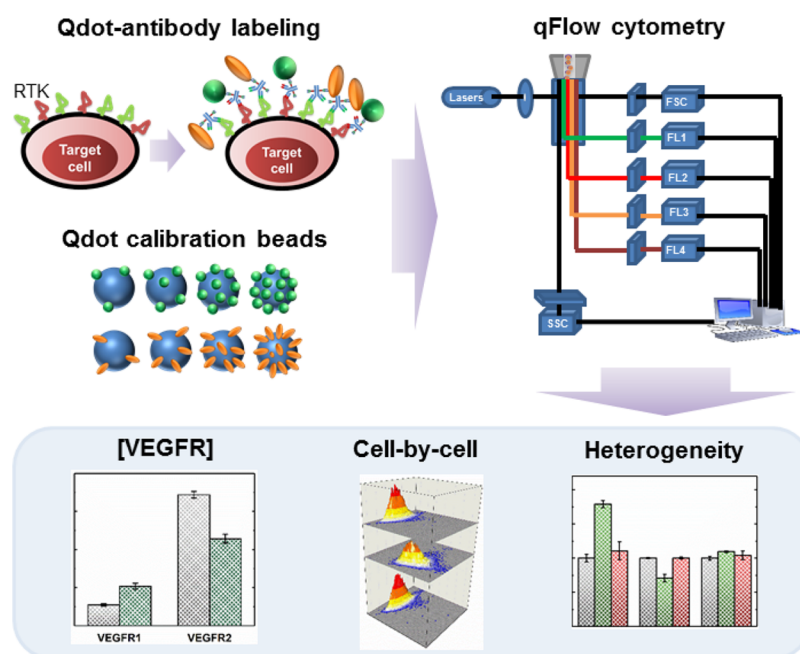 Qdot-antibody labeling
RTK
Target
cell
Target
cell
Qdot calibration beads
qFlow cytometry
Lasers
FSC
FL1
FL2
FL3
FL4
SSC
[VEGFR]
VEGFR1
VEGFR2
Cell-by-cell
Heterogeneity